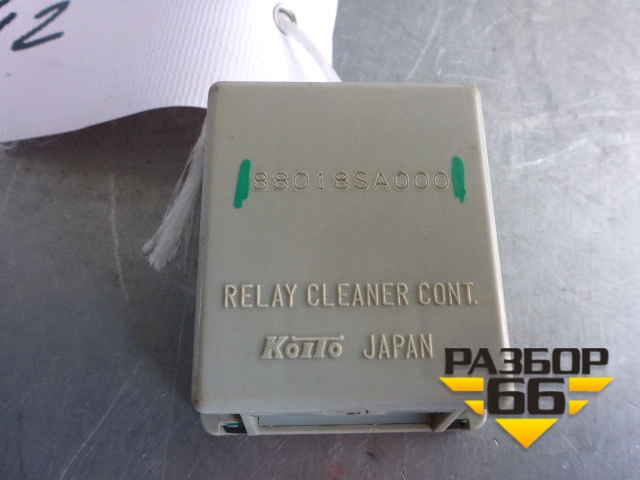 88018SA000
RELAY CLEANER CONT.
KOITO JAPAN
РАЗБОР
66